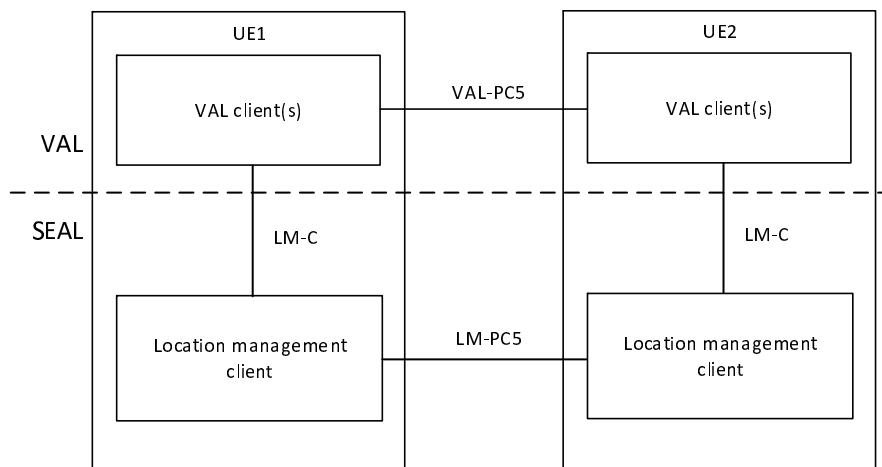 UE1
UE2
VAL client(s)
VAL-PC5
VAL client(s)
VAL
SEAL
LM-C
LM-C
Location management
client
LM-PC5
Location management
client